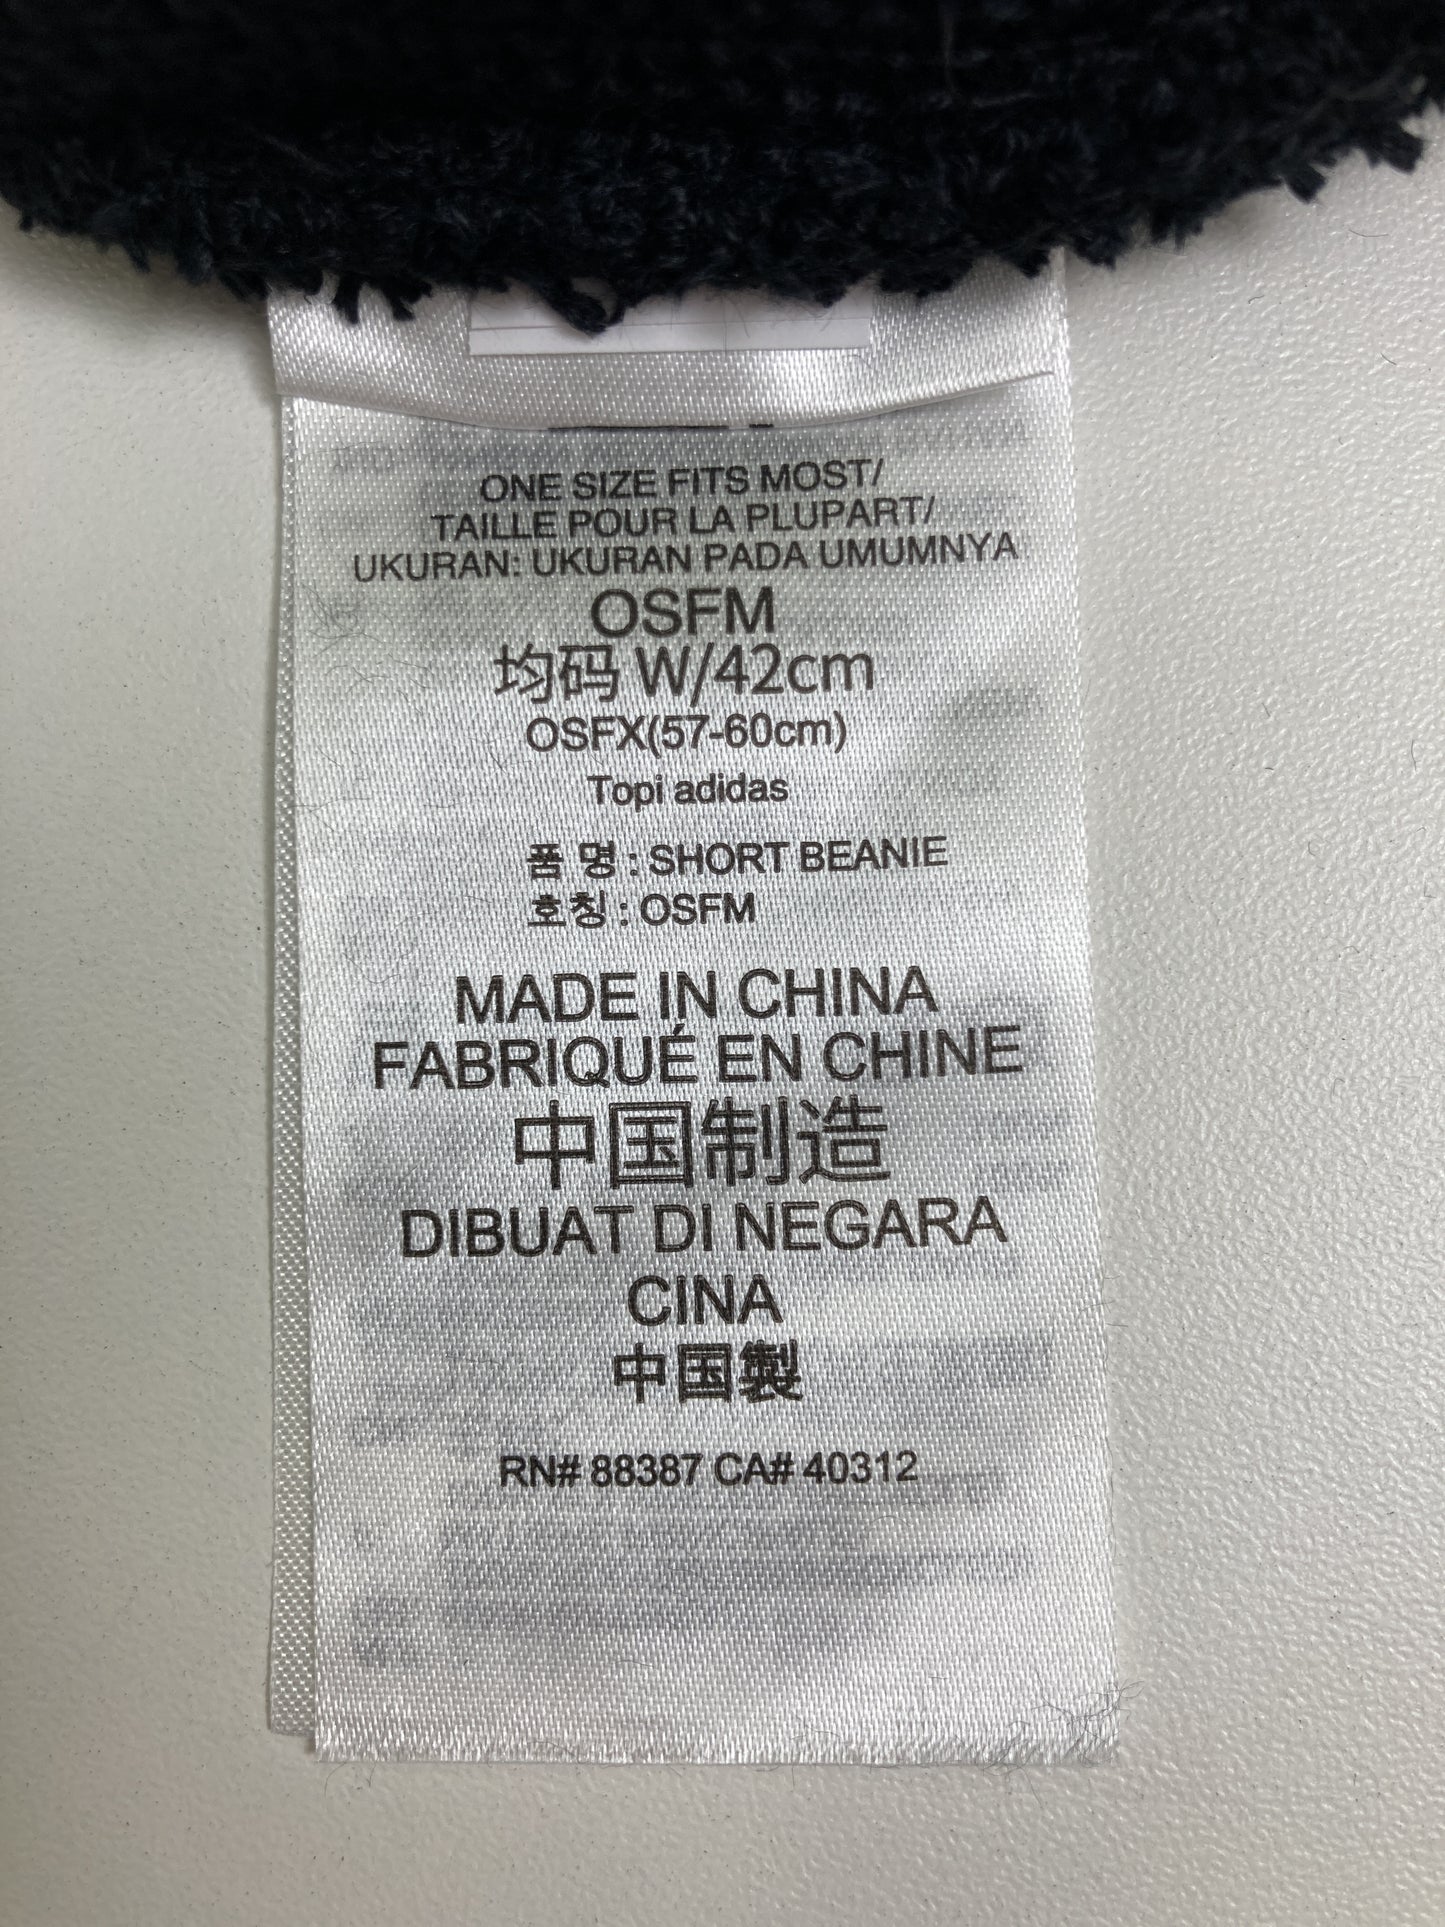 ONE SIZE FITS MOST/
TAILLE POUR LA PLUPART/
UKURAN: UKURAN PADA UMUMNYA
OSFM
均码 W/42cm
OSFX(57-60cm)
Topi adidas
품 명 : SHORT BEANIE
호칭 : OSFM
MADE IN CHINA
FABRIQUÉ EN CHINE
中国制造
DIBUAT DI NEGARA
CINA
中国製
RN# 88387 CA# 40312